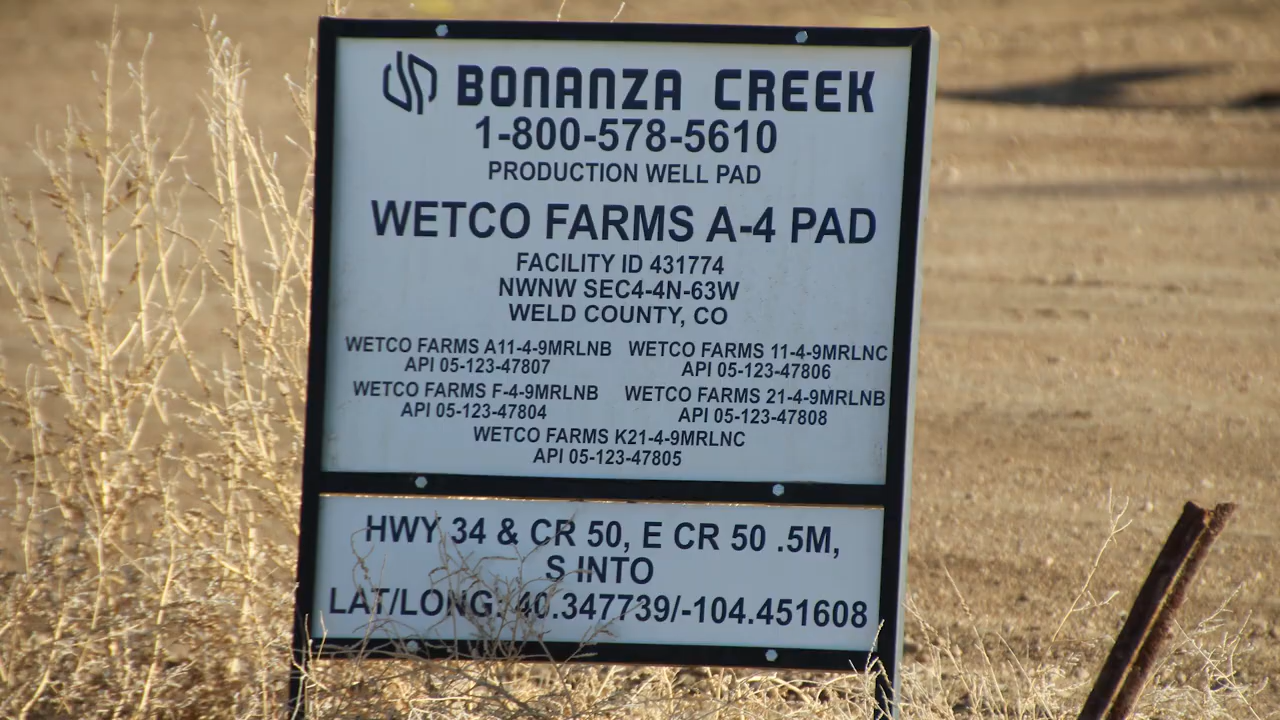 BONANZA CREEK
1-800-578-5610
PRODUCTION WELL PAD
WETCO FARMS A-4 PAD
FACILITY ID 431774
NWNW SEC4-4N-63W
WELD COUNTY, CO
WETCO FARMS A11-4-9MRLNB WETCO FARMS 11-4-9MRLNC
API 05-123-47807 API 05-123-47806
WETCO FARMS F-4-9MRLNB WETCO FARMS 21-4-9MRLNB
API 05-123-47804 API 05-123-47808
WETCO FARMS K21-4-9MRLNC
API 05-123-47805
HWY 34 & CR 50, E CR 50 .5M,
S INTO
LAT/LONG: 40.347739/-104.451608